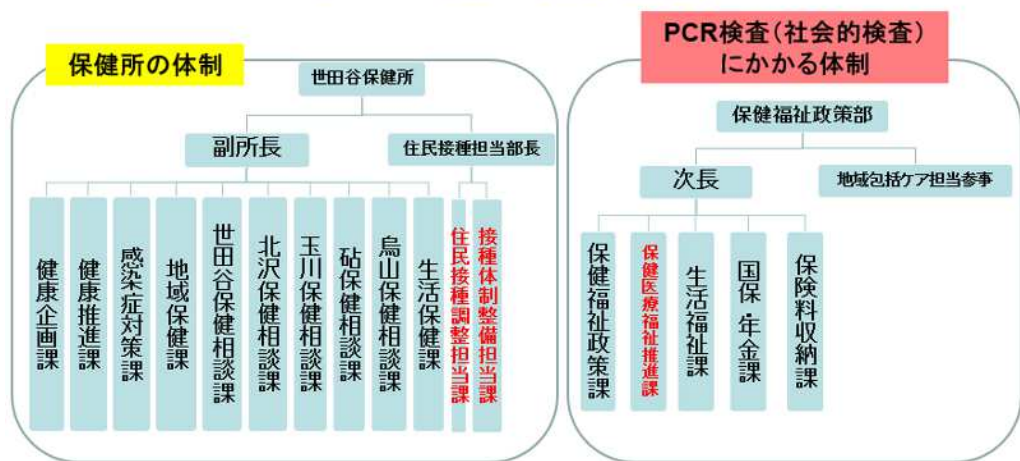 保健所の体制
世田谷保健所
副所長
住民接種担当部長
健康企画課
健康推進課
感染症対策課
地域保健課
世田谷保健相談課
北沢保健相談課
玉川保健相談課
砧保健相談課
烏山保健相談課
生活保健課
住民接種調整担当課
接種体制整備担当課
PCR検査（社会的検査）
にかかる体制
保健福祉政策部
次長
地域包括ケア担当参事
保健福祉政策課
保健医療福祉推進課
生活福祉課
国保・年金課
保険料収納課